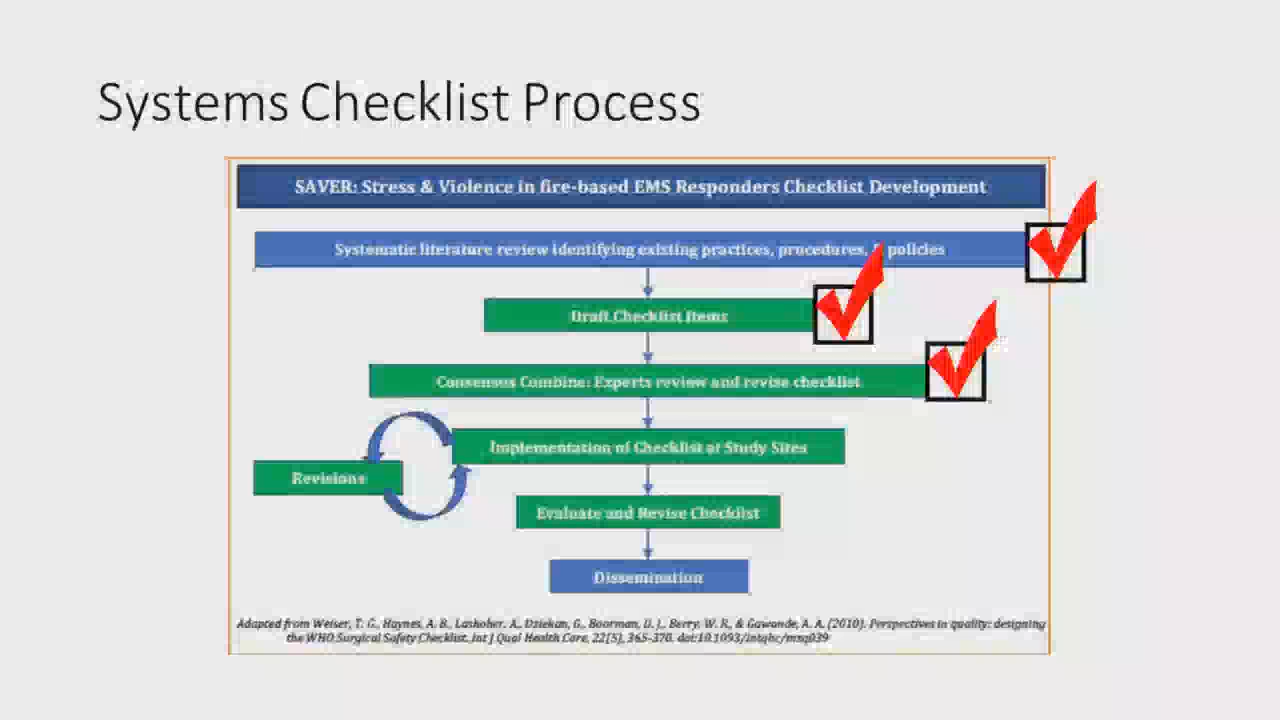 Systems Checklist Process
SAVER: Stress & Violence in fire-based EMS Responders Checklist Development
Systematic literature review identifying existing practices, procedures, & policies
Draft Checklist Items
Consensus Combine: Experts review and revise checklist
Implementation of Checklist at Study Sites
Revisions
Evaluate and Revise Checklist
Dissemination
Adapted from Weiser, T. G., Haynes, A. B., Lashoher, A., Dziekan, G., Boorman, D. J., Berry, W. R., & Gawande, A. A. (2010). Perspectives in quality: designing
the WHO Surgical Safety Checklist. Int J Qual Health Care, 22(5), 365-370. doi:10.1093/intqhc/mzq039